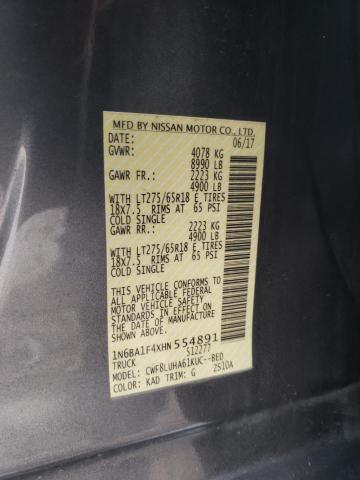 MFD BY NISSAN MOTOR CO., LTD.
DATE: 06/17
GVWR: 4078 KG
8990 LB
GAWR FR.: 2223 KG
4900 LB
WITH LT275/65R18 E TIRES
18x7.5 RIMS AT 65 PSI
COLD SINGLE
GAWR RR.: 2223 KG
4900 LB
WITH LT275/65R18 E TIRES
18x7.5 RIMS AT 65 PSI
COLD SINGLE
THIS VEHICLE CONFORMS TO
ALL APPLICABLE FEDERAL
MOTOR VEHICLE SAFETY
STANDARDS IN EFFECT ON
THE DATE OF MANUFACTURE
SHOWN ABOVE.
1N6BA1F4XHN554891
TRUCK 512277
MODEL: CWF8LUHA61KUC--BED
COLOR: KAD TRIM: G 2S10A